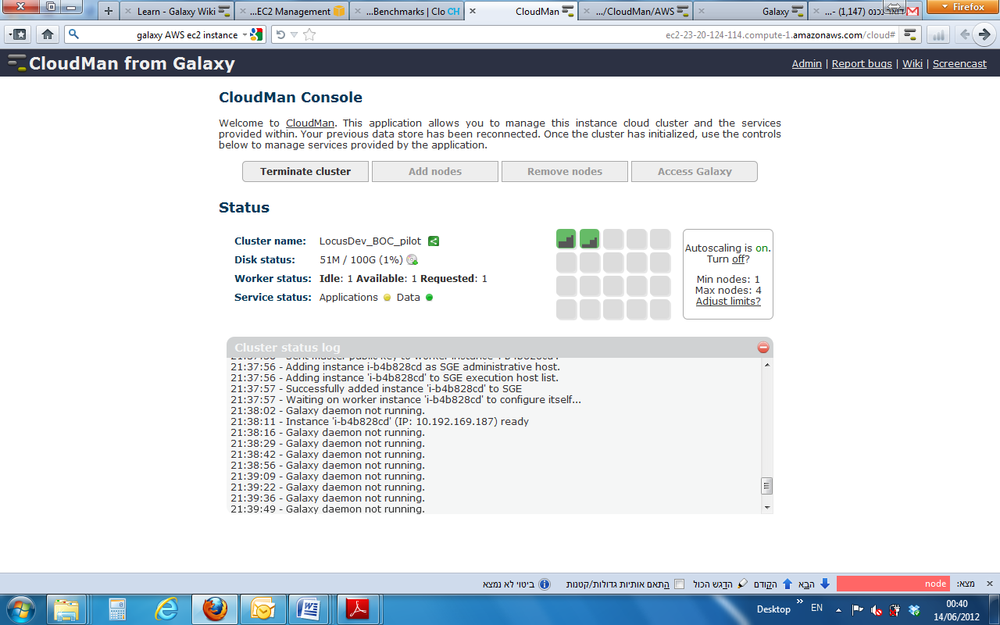 Learn - Galaxy Wiki
...EC2 Management
...Benchmarks | Clo CH
CloudMan
.../CloudMan/AWS
Galaxy
דואר נכנס (1,147) -...
Firefox
galaxy AWS ec2 instance
ec2-23-20-124-114.compute-1.amazonaws.com/cloud#
CloudMan from Galaxy
Admin | Report bugs | Wiki | Screencast
CloudMan Console
Welcome to CloudMan. This application allows you to manage this instance cloud cluster and the services
provided within. Your previous data store has been reconnected. Once the cluster has initialized, use the controls
below to manage services provided by the application.
Terminate cluster
Add nodes
Remove nodes
Access Galaxy
Status
Cluster name: LocusDev_BOC_pilot
Disk status: 51M / 100G (1%)
Worker status: Idle: 1 Available: 1 Requested: 1
Service status: Applications Data
Autoscaling is on.
Turn off?
Min nodes: 1
Max nodes: 4
Adjust limits?
Cluster status log
21:37:56 - Sent master public key to worker instance 'i-b4b828cd'.
21:37:56 - Adding instance i-b4b828cd as SGE administrative host.
21:37:56 - Adding instance 'i-b4b828cd' to SGE execution host list.
21:37:57 - Successfully added instance 'i-b4b828cd' to SGE
21:37:57 - Waiting on worker instance 'i-b4b828cd' to configure itself...
21:38:02 - Galaxy daemon not running.
21:38:11 - Instance 'i-b4b828cd' (IP: 10.192.169.187) ready
21:38:16 - Galaxy daemon not running.
21:38:29 - Galaxy daemon not running.
21:38:42 - Galaxy daemon not running.
21:38:56 - Galaxy daemon not running.
21:39:09 - Galaxy daemon not running.
21:39:22 - Galaxy daemon not running.
21:39:36 - Galaxy daemon not running.
21:39:49 - Galaxy daemon not running.
מצא: node הבא הקודם הדגש הכול התאם אותיות גדולות/קטנות ביטוי לא נמצא
Desktop » EN
00:40
14/06/2012